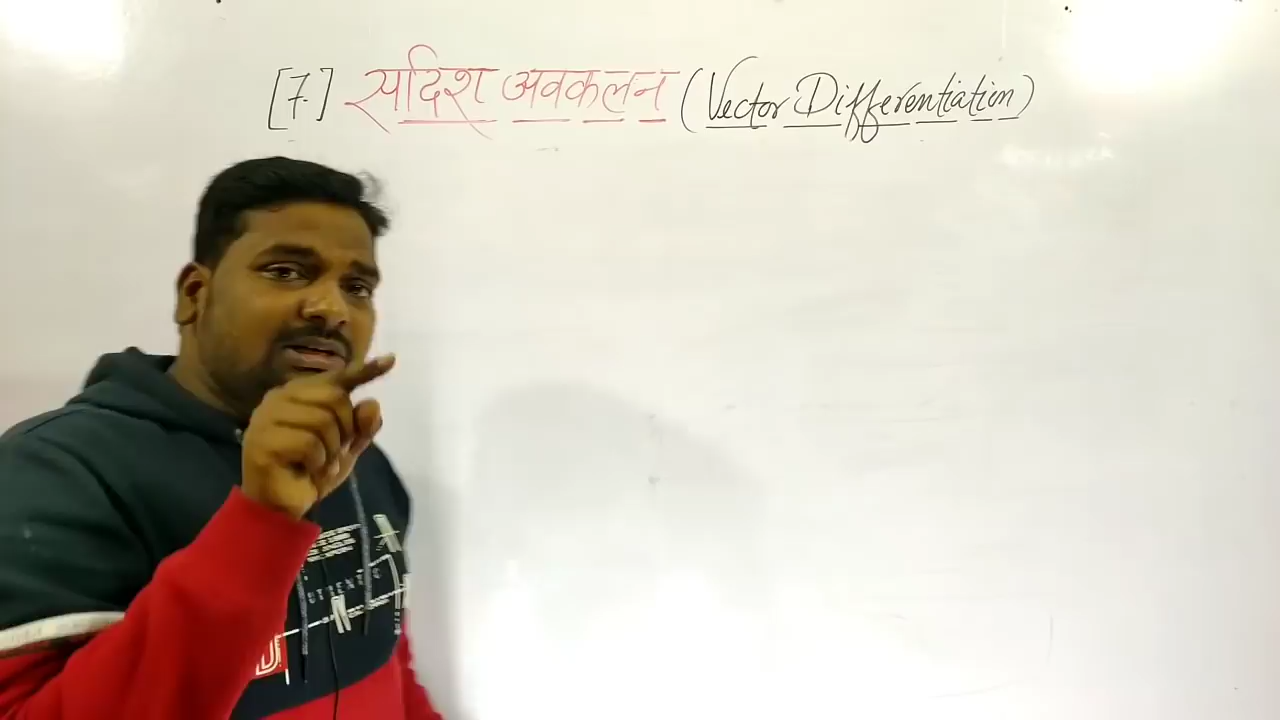 [7.] सदिश अवकलन (Vector Differentiation)